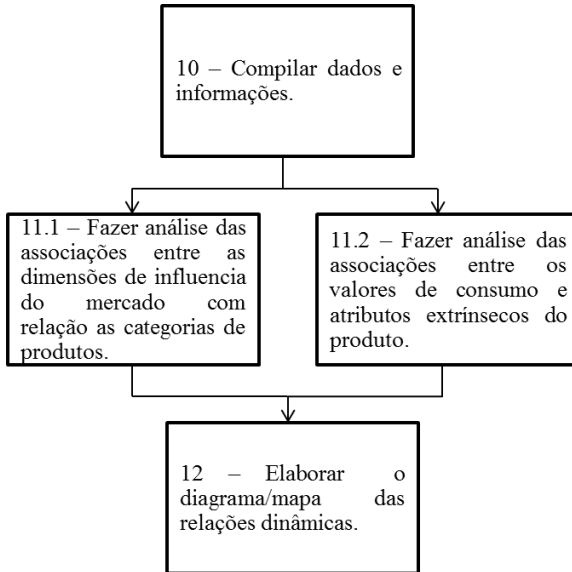 10 – Compilar dados e
informações.
11.1 – Fazer análise das
associações entre as
dimensões de influencia
do mercado com
relação as categorias de
produtos.
11.2 – Fazer análise das
associações entre os
valores de consumo e
atributos extrínsecos do
produto.
12 – Elaborar o
diagrama/mapa das
relações dinâmicas.